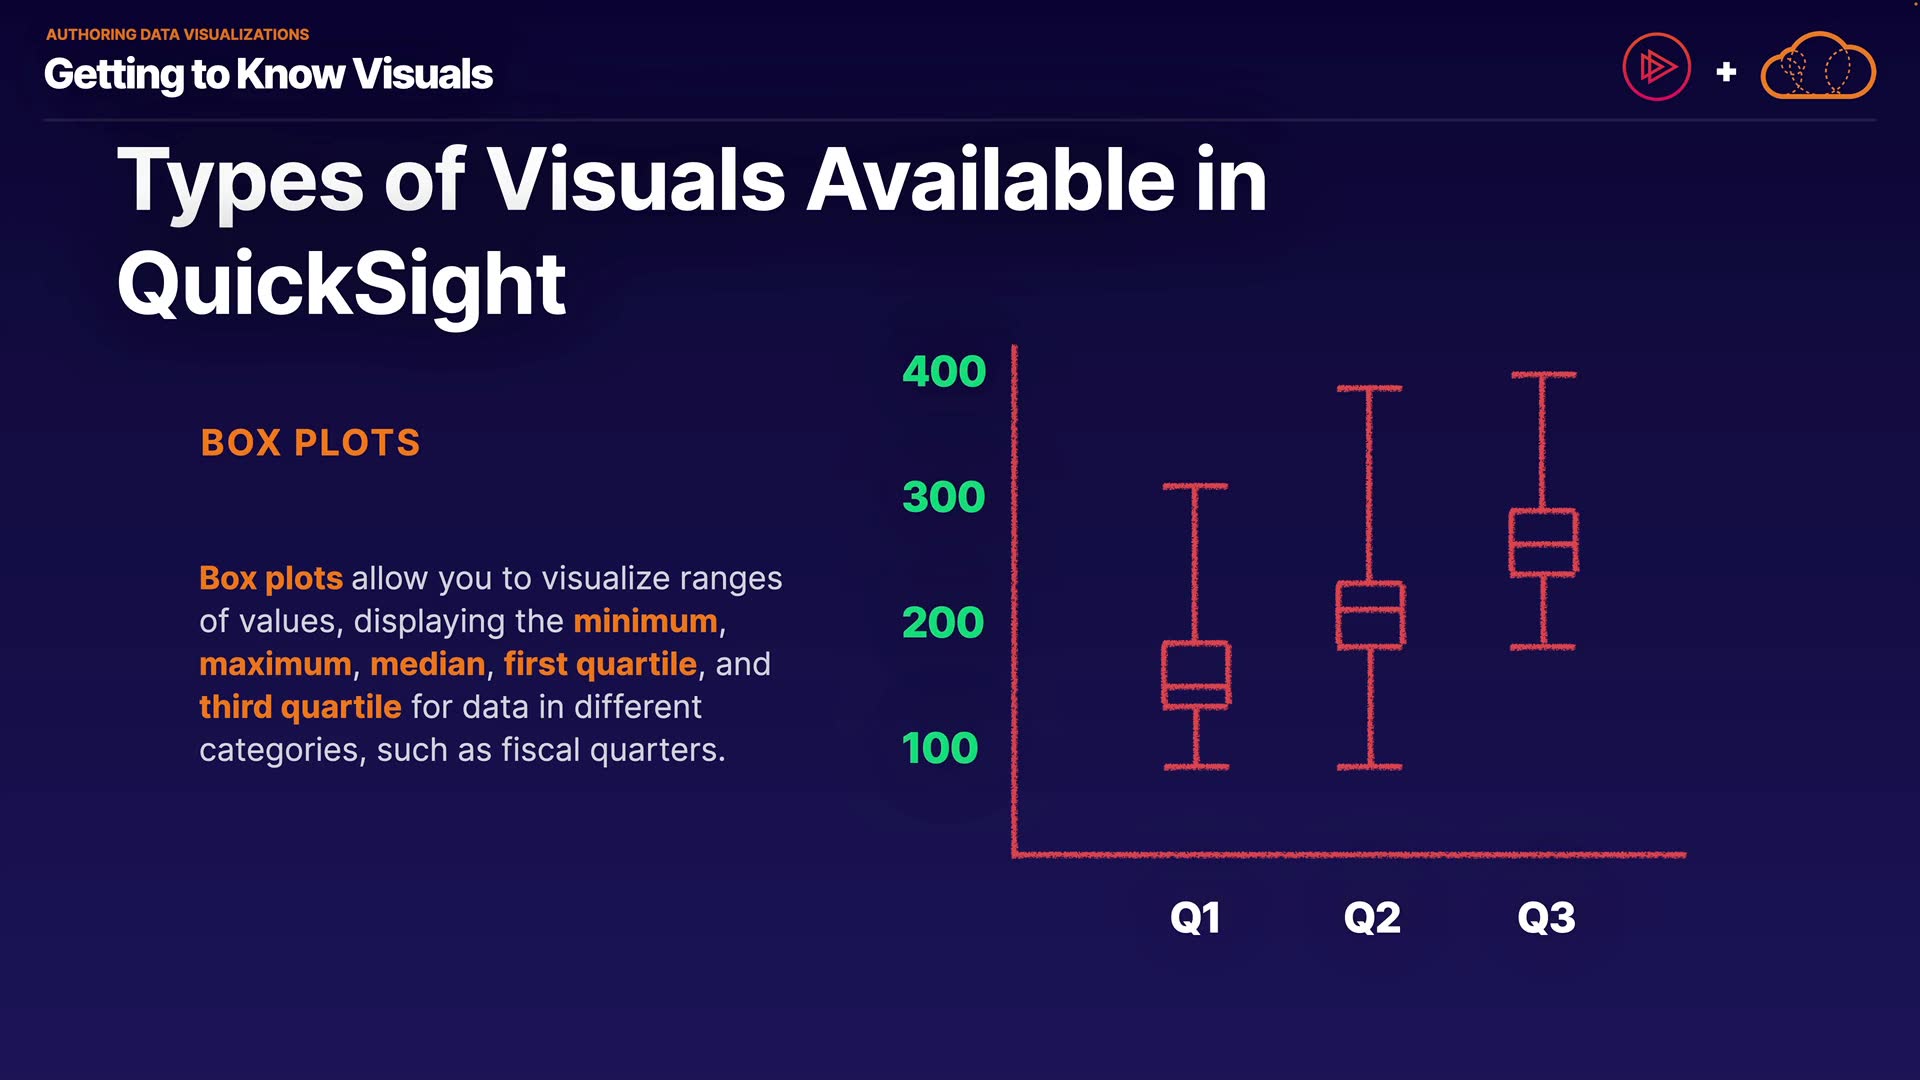 AUTHORING DATA VISUALIZATIONS
Getting to Know Visuals
+
Types of Visuals Available in
QuickSight
BOX PLOTS
Box plots allow you to visualize ranges
of values, displaying the minimum,
maximum, median, first quartile, and
third quartile for data in different
categories, such as fiscal quarters.
400
300
200
100
Q1 Q2 Q3